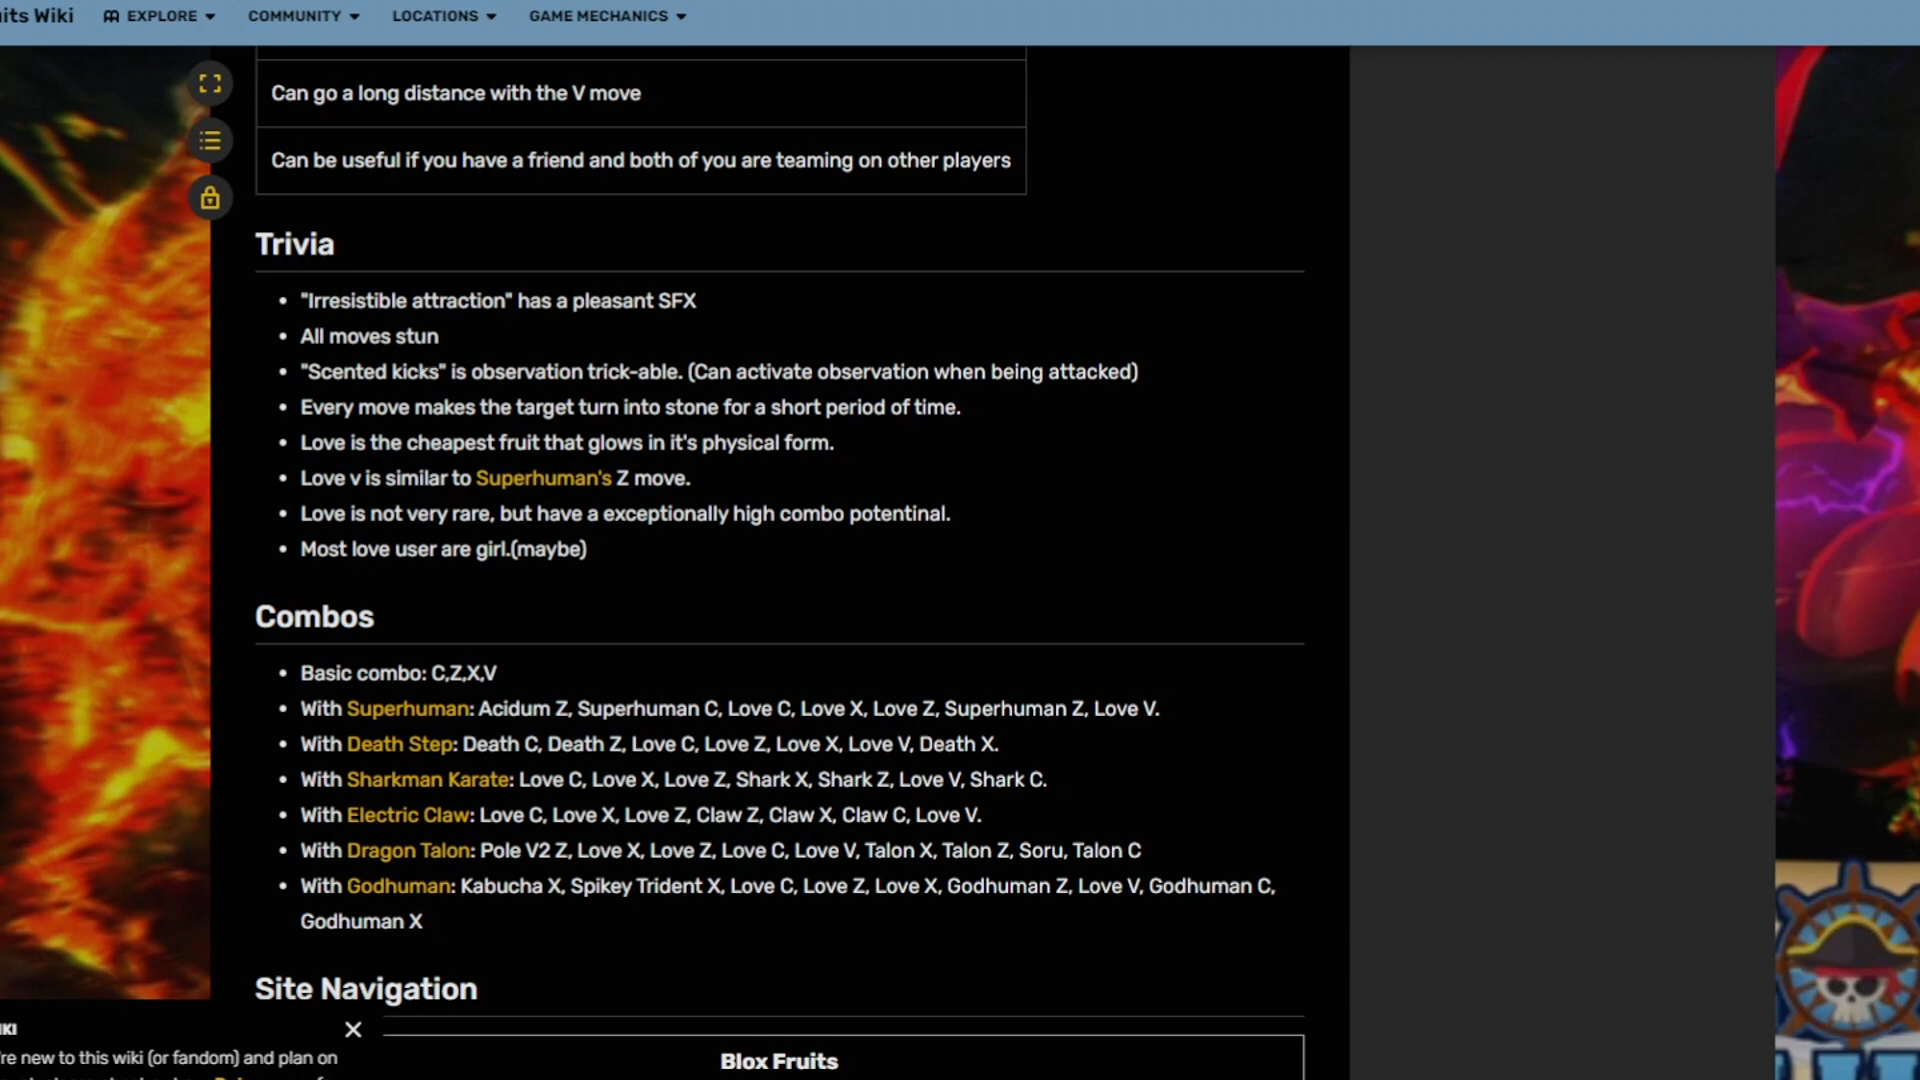 its Wiki EXPLORE COMMUNITY LOCATIONS GAME MECHANICS
Can go a long distance with the V move
Can be useful if you have a friend and both of you are teaming on other players
Trivia
• "Irresistible attraction" has a pleasant SFX
• All moves stun
• "Scented kicks" is observation trick-able. (Can activate observation when being attacked)
• Every move makes the target turn into stone for a short period of time.
• Love is the cheapest fruit that glows in it's physical form.
• Love v is similar to Superhuman's Z move.
• Love is not very rare, but have a exceptionally high combo potentinal.
• Most love user are girl.(maybe)
Combos
• Basic combo: C,Z,X,V
• With Superhuman: Acidum Z, Superhuman C, Love C, Love X, Love Z, Superhuman Z, Love V.
• With Death Step: Death C, Death Z, Love C, Love Z, Love X, Love V, Death X.
• With Sharkman Karate: Love C, Love X, Love Z, Shark X, Shark Z, Love V, Shark C.
• With Electric Claw: Love C, Love X, Love Z, Claw Z, Claw X, Claw C, Love V.
• With Dragon Talon: Pole V2 Z, Love X, Love Z, Love C, Love V, Talon X, Talon Z, Soru, Talon C
• With Godhuman: Kabucha X, Spikey Trident X, Love C, Love Z, Love X, Godhuman Z, Love V, Godhuman C,
Godhuman X
Site Navigation
IKI
're new to this wiki (or fandom) and plan on
Blox Fruits